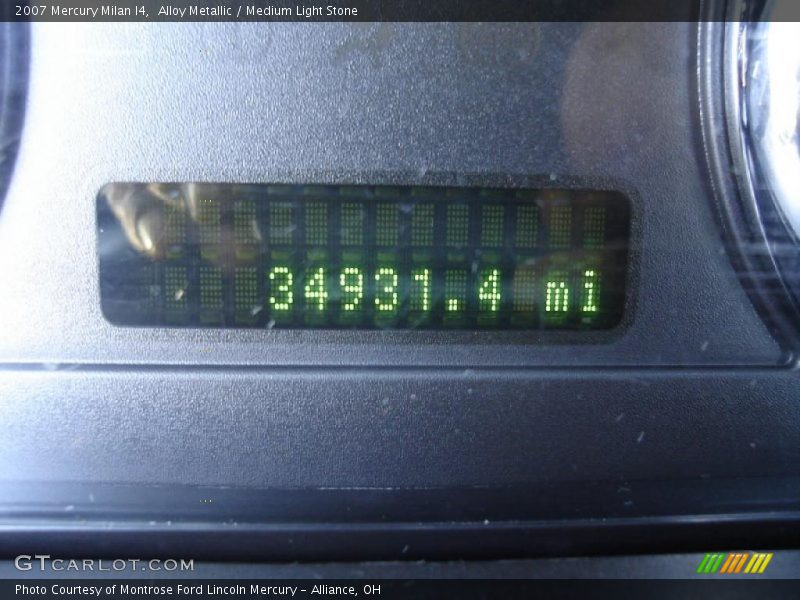 2007 Mercury Milan I4, Alloy Metallic / Medium Light Stone
34931.4 mi
GTCARLOT.COM
Photo Courtesy of Montrose Ford Lincoln Mercury - Alliance, OH